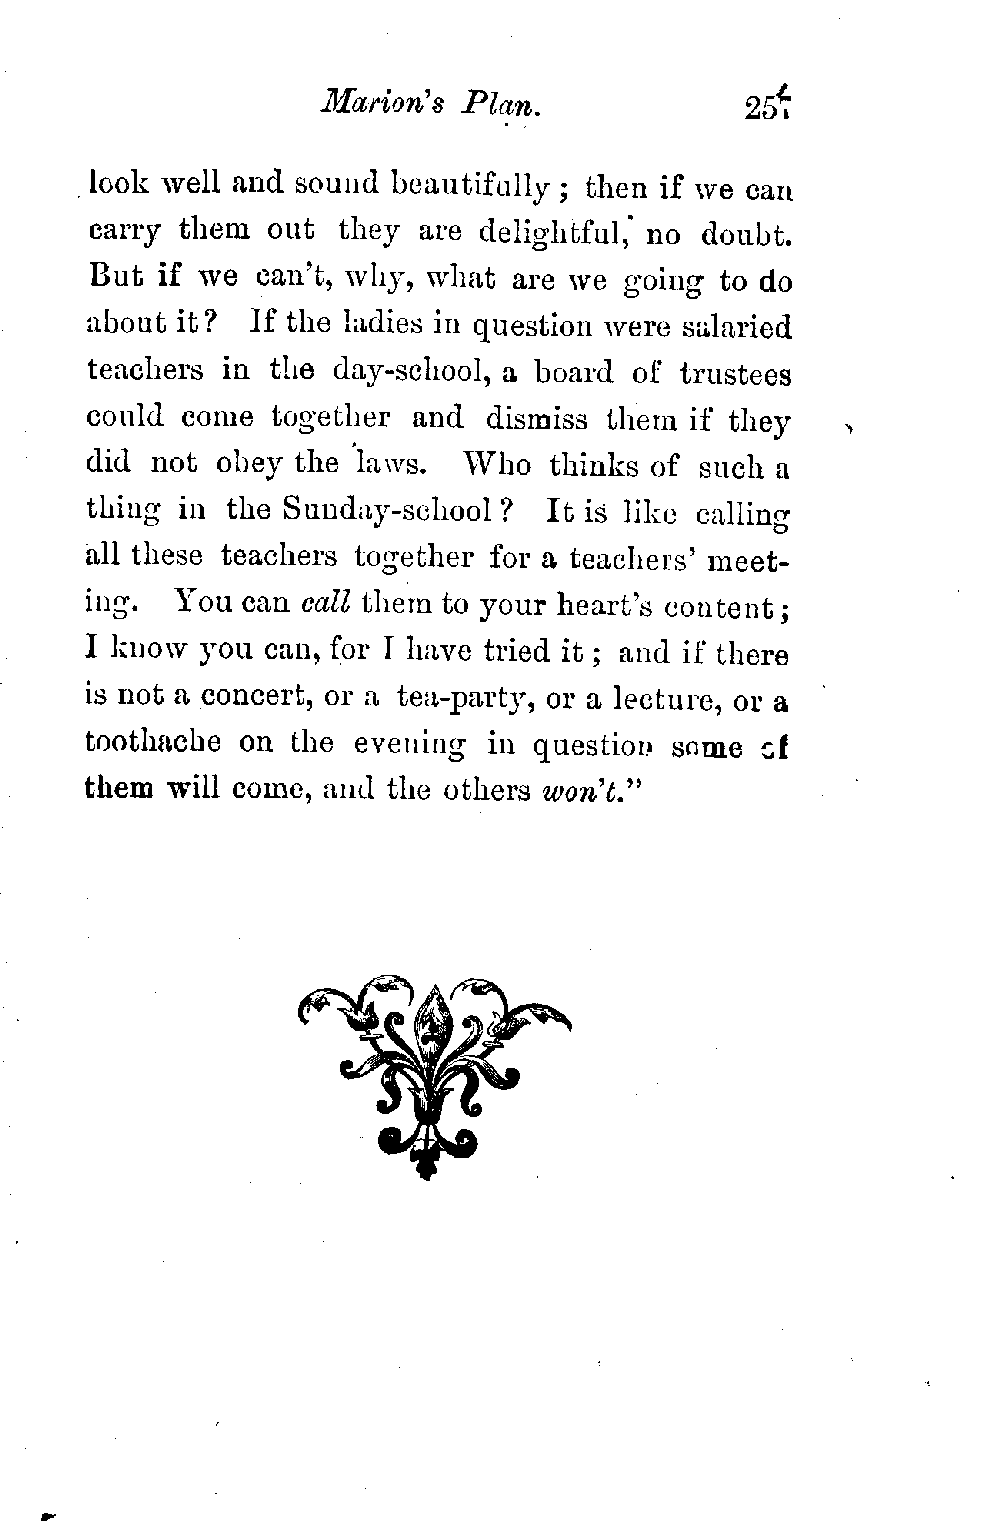 Marion's Plan.
look well and sound beautifully; then if we can
carry them out they are delightful, no doubt.
But if we can't, why, what are we going to do
about it? If the ladies in question were salaried
teachers in the day-school, a board of trustees
could come together and dismiss them if they
did not obey the laws. Who thinks of such a
thing in the Sunday-school? It is like calling
all these teachers together for a teachers' meet-
ing. You can call them to your heart's content;
I know you can, for I have tried it; and if there
is not a concert, or a tea-party, or a lecture, or a
toothache on the evening in question some of
them will come, and the others won't."